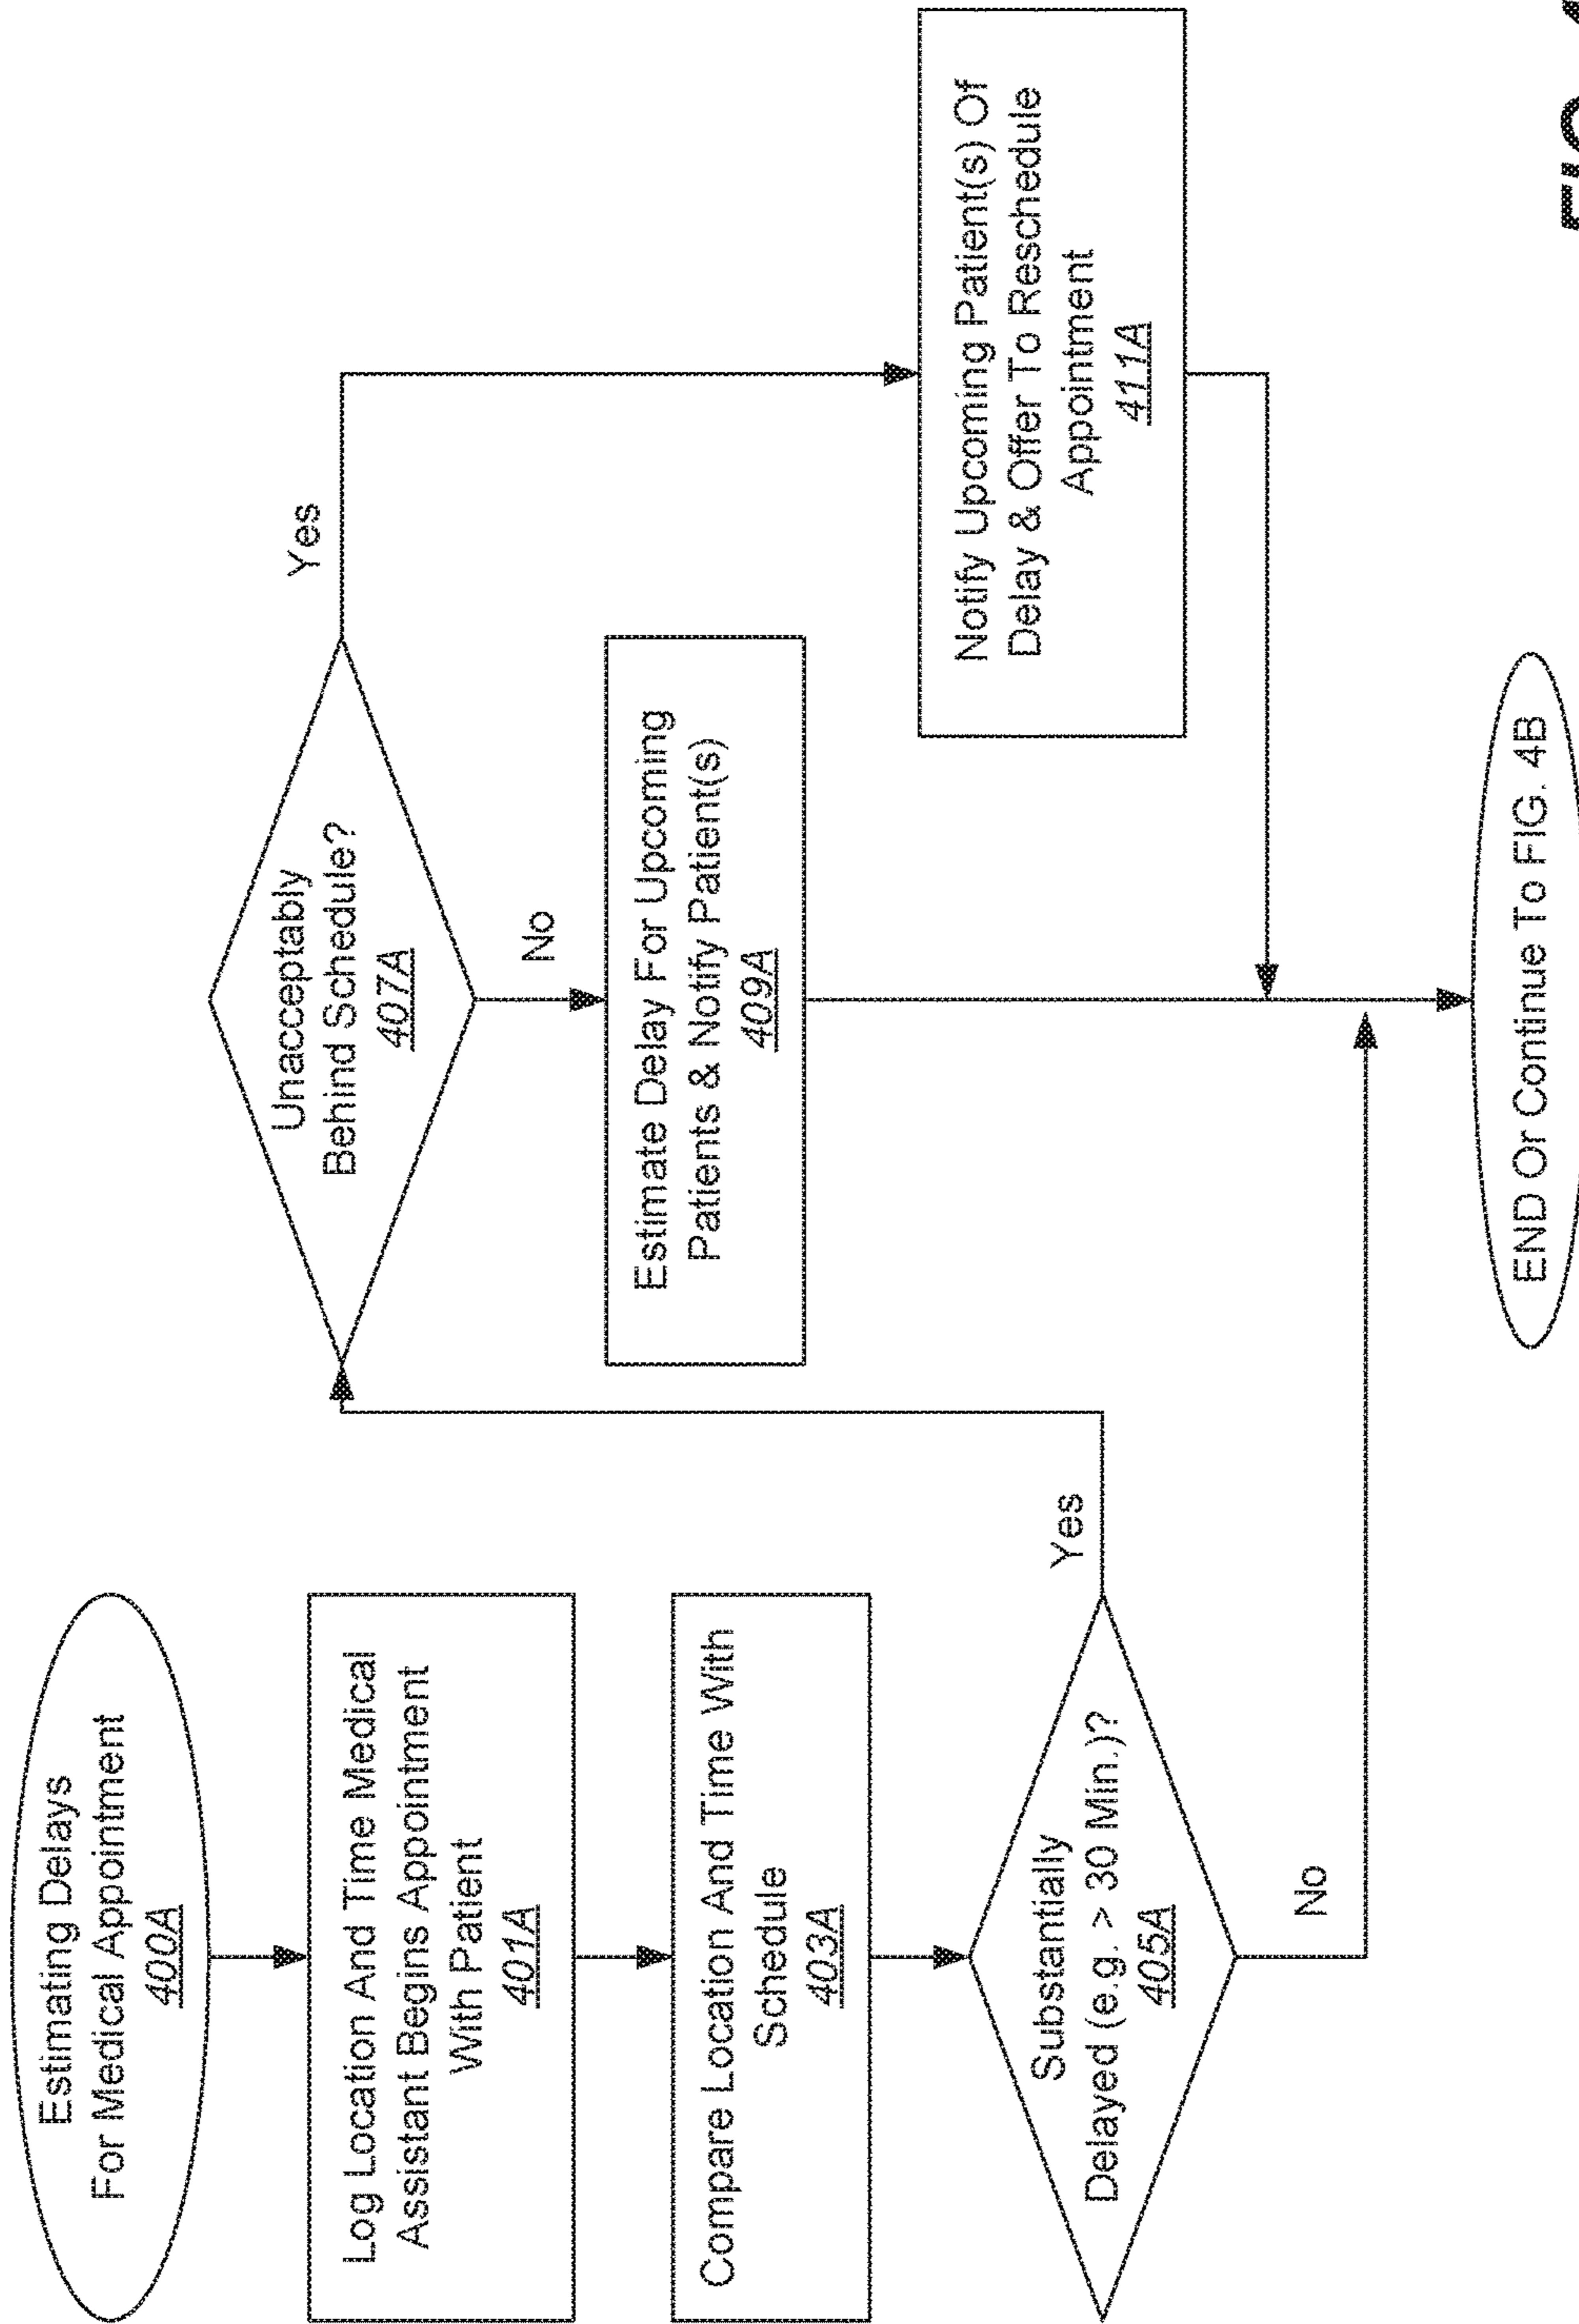 Estimating Delays
For Medical Appointment
400A
Log Location And Time Medical
Assistant Begins Appointment
With Patient
401A
Compare Location And Time With
Schedule
403A
Substantially
Delayed (e.g. > 30 Min.)?
405A
Yes
No
Unacceptably
Behind Schedule?
407A
Yes
No
Estimate Delay For Upcoming
Patients & Notify Patient(s)
409A
Notify Upcoming Patient(s) Of
Delay & Offer To Reschedule
Appointment
411A
END Or Continue To FIG. 4B